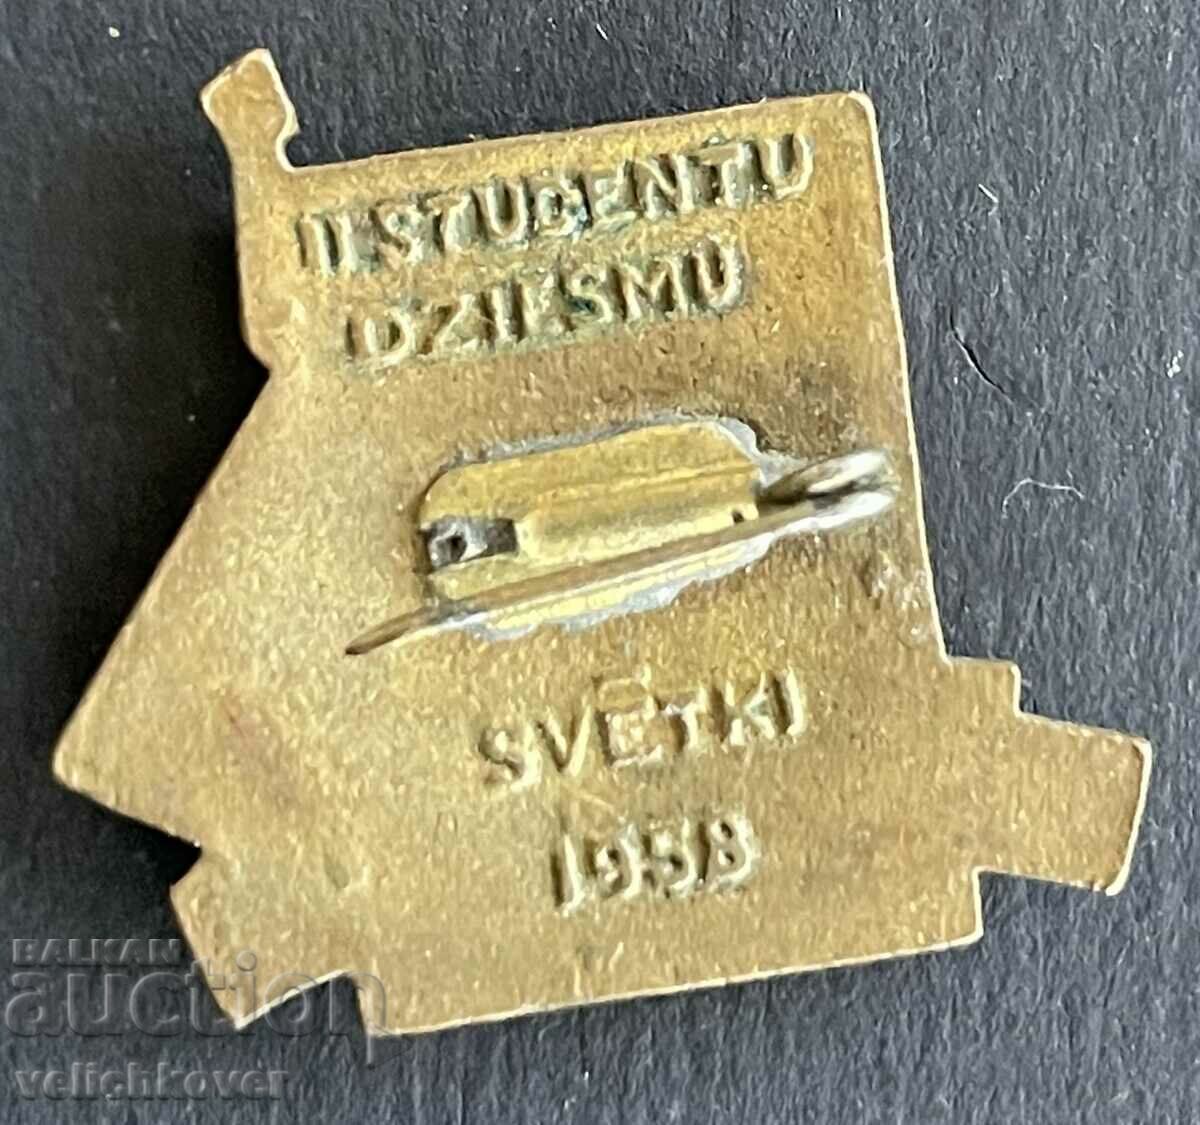 II STUDENTU
DZIESMU
SVĒTKI
1958
BALKAN
auction
velichkover